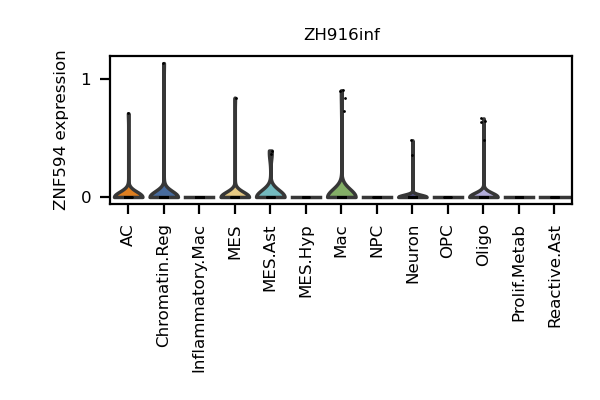 ZH916inf
ZNF594 expression
1
0
AC
Chromatin.Reg
Inflammatory.Mac
MES
MES.Ast
MES.Hyp
Mac
NPC
Neuron
OPC
Oligo
Prolif.Metab
Reactive.Ast